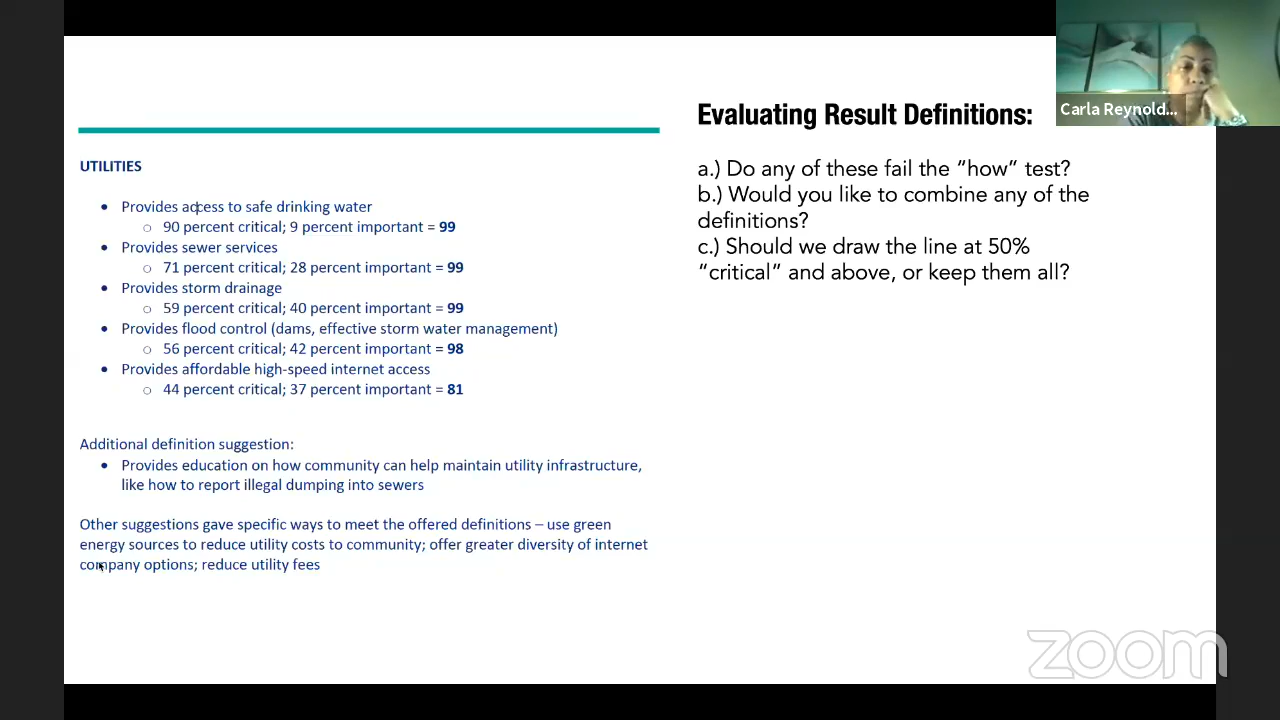 UTILITIES
• Provides access to safe drinking water
○ 90 percent critical; 9 percent important = 99
• Provides sewer services
○ 71 percent critical; 28 percent important = 99
• Provides storm drainage
○ 59 percent critical; 40 percent important = 99
• Provides flood control (dams, effective storm water management)
○ 56 percent critical; 42 percent important = 98
• Provides affordable high-speed internet access
○ 44 percent critical; 37 percent important = 81
Additional definition suggestion:
• Provides education on how community can help maintain utility infrastructure,
like how to report illegal dumping into sewers
Other suggestions gave specific ways to meet the offered definitions – use green
energy sources to reduce utility costs to community; offer greater diversity of internet
company options; reduce utility fees
Evaluating Result Definitions:
a.) Do any of these fail the “how” test?
b.) Would you like to combine any of the
definitions?
c.) Should we draw the line at 50%
“critical” and above, or keep them all?
Carla Reynold...
zoom